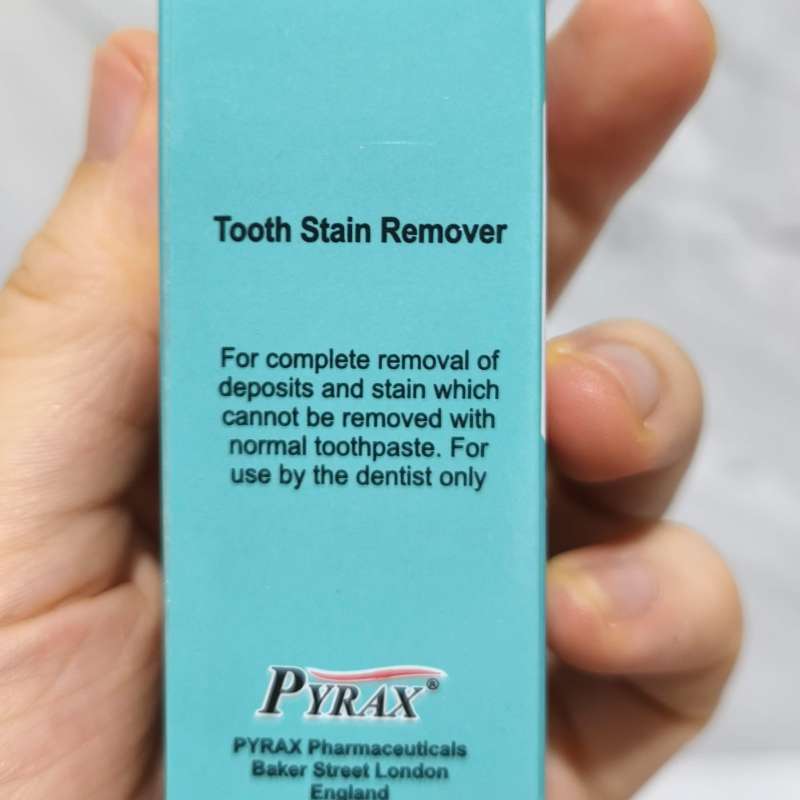 Tooth Stain Remover
For complete removal of
deposits and stain which
cannot be removed with
normal toothpaste. For
use by the dentist only
PYRAX®
PYRAX Pharmaceuticals
Baker Street London
England